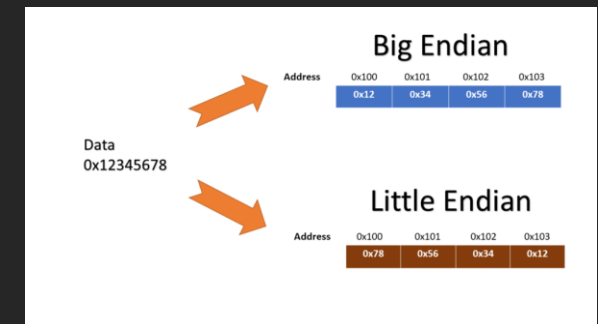 Big Endian
Address 0x100 0x101 0x102 0x103
0x12 0x34 0x56 0x78
Data
0x12345678
Little Endian
Address 0x100 0x101 0x102 0x103
0x78 0x56 0x34 0x12